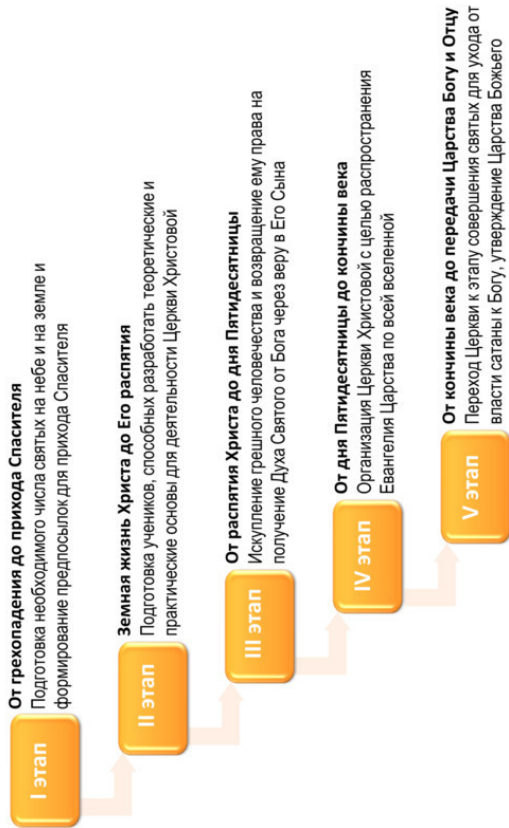 I этап
От грехопадения до прихода Спасителя
Подготовка необходимого числа святых на небе и на земле и
формирование предпосылок для прихода Спасителя
II этап
Земная жизнь Христа до Его распятия
Подготовка учеников, способных разработать теоретические и
практические основы для деятельности Церкви Христовой
III этап
От распятия Христа до дня Пятидесятницы
Искупление грешного человечества и возвращение ему права на
получение Духа Святого от Бога через веру в Его Сына
IV этап
От дня Пятидесятницы до кончины века
Организация Церкви Христовой с целью распространения
Евангелия Царства по всей вселенной
V этап
От кончины века до передачи Царства Богу и Отцу
Переход Церкви к этапу совершения святых для ухода от
власти сатаны к Богу, утверждение Царства Божьего